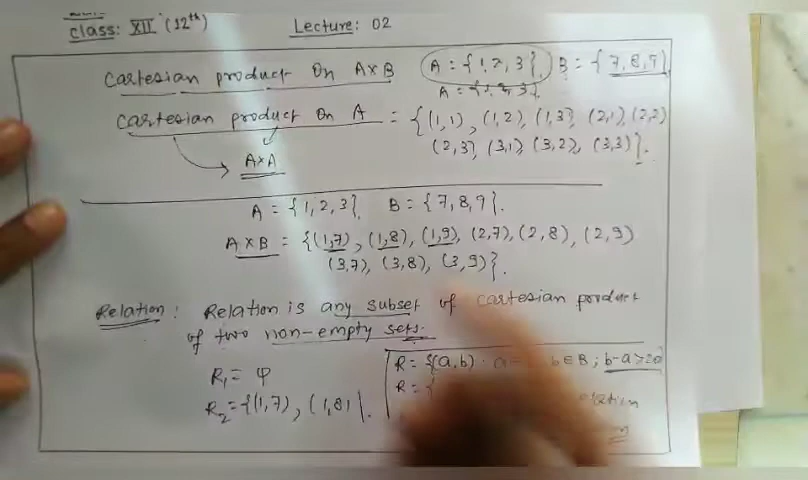 class: XII (12th) Lecture: 02
Cartesian product On A×B A = {1,2,3}, B = {7,8,9}
A = {1,2,3}.
Cartesian product On A = {(1,1), (1,2), (1,3), (2,1), (2,2)
(2,3), (3,1), (3,2), (3,3)}.
A×A
A = {1,2,3}. B = {7,8,9}.
A×B = {(1,7), (1,8), (1,9), (2,7), (2,8), (2,9)
(3,7), (3,8), (3,9)}.
Relation: Relation is any subset of cartesian product
of two non-empty sets.
R₁ = φ
R₂ = {(1,7), (1,8)}.
R = {(a,b) : a b∈B ; b-a
R = {